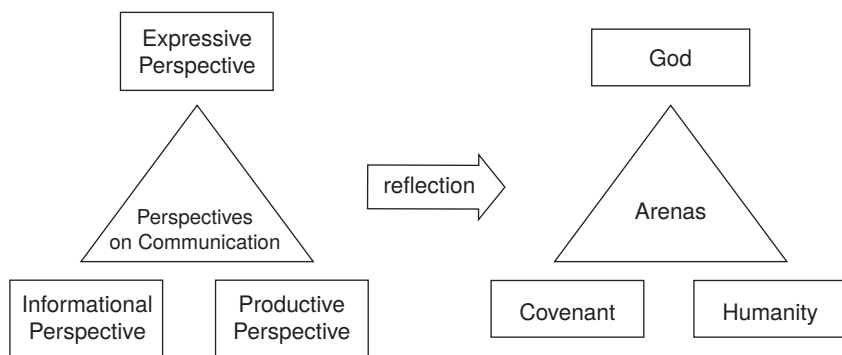 Expressive
Perspective
Perspectives
on Communication
Informational
Perspective
Productive
Perspective
reflection
God
Arenas
Covenant
Humanity